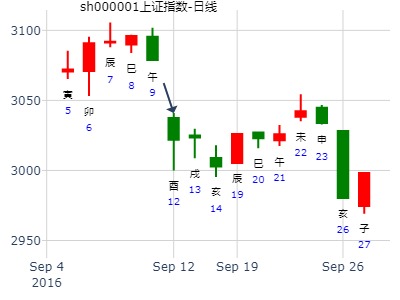 sh000001上证指数-日线
3100
3050
3000
2950
寅
5
卯
6
辰
7
巳
8
午
9
酉
12
戌
13
亥
14
辰
19
巳
20
午
21
未
22
申
23
亥
26
子
27
Sep 4
2016
Sep 12
Sep 19
Sep 26